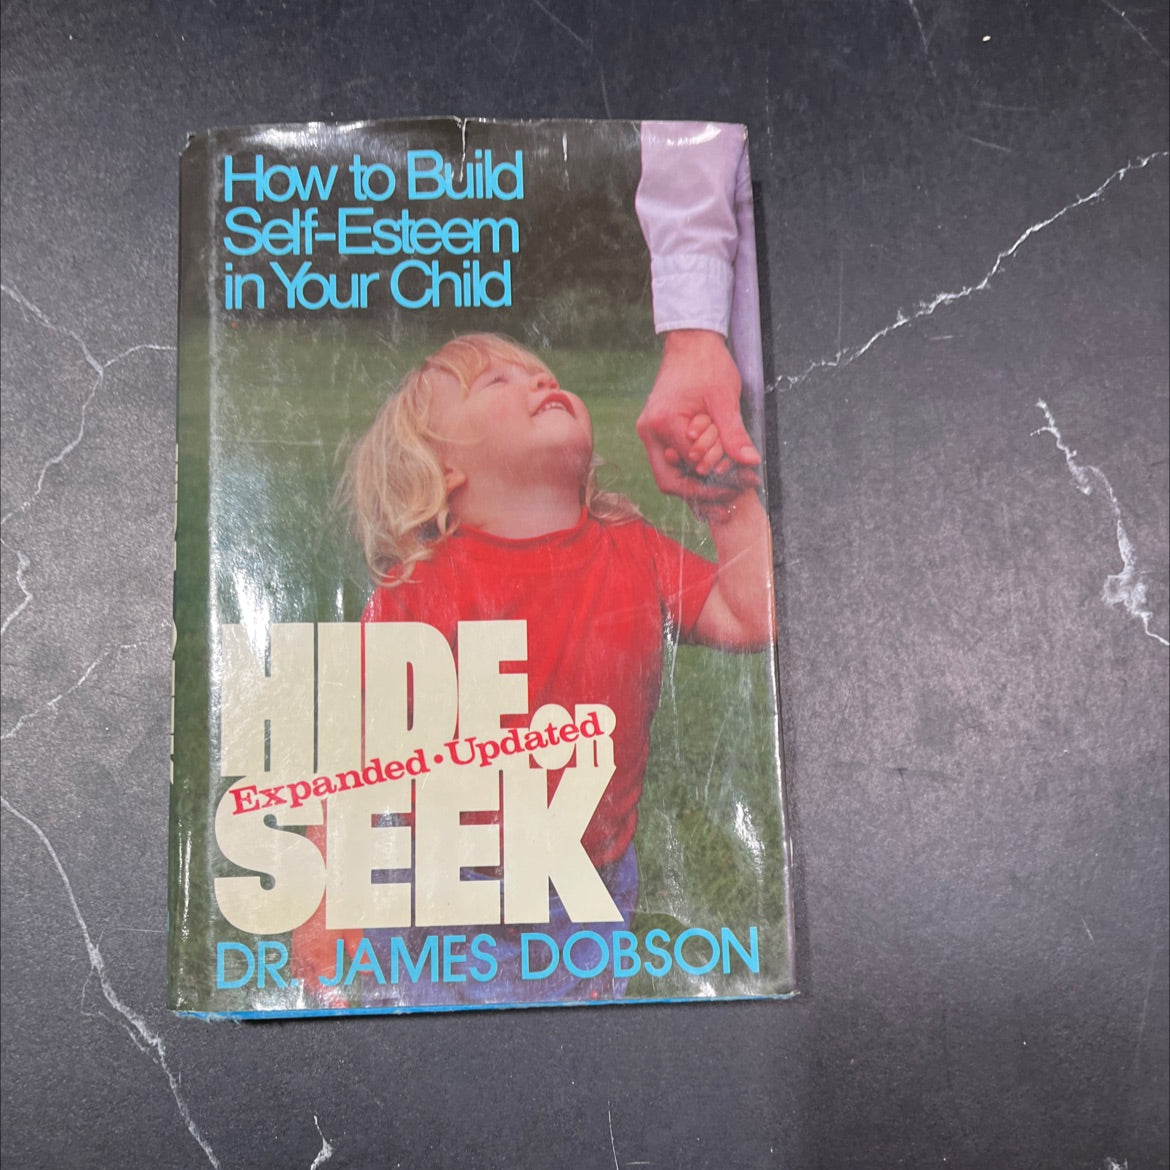 How to Build
Self-Esteem
in Your Child
HIDE
OR
Expanded • Updated
SEEK
DR. JAMES DOBSON